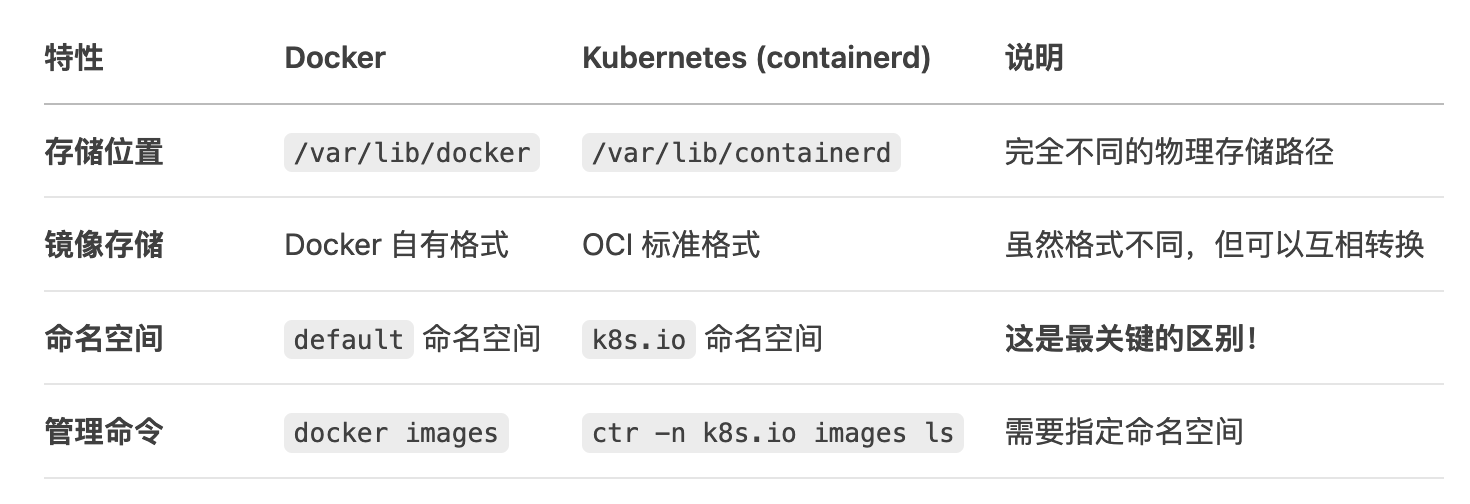 特性 Docker Kubernetes (containerd) 说明
存储位置 /var/lib/docker /var/lib/containerd 完全不同的物理存储路径
镜像存储 Docker 自有格式 OCI 标准格式 虽然格式不同，但可以互相转换
命名空间 default 命名空间 k8s.io 命名空间 这是最关键的区别！
管理命令 docker images ctr -n k8s.io images ls 需要指定命名空间